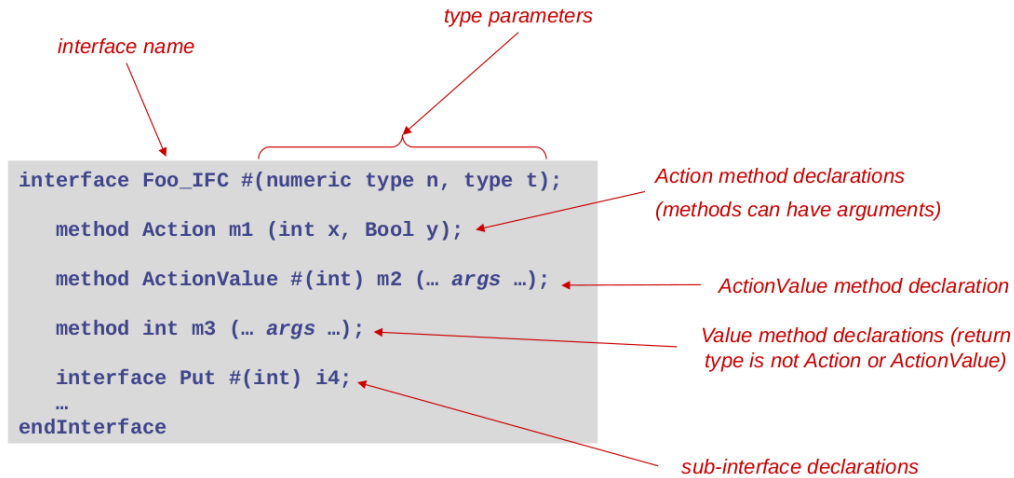 type parameters
interface name
interface Foo_IFC #(numeric type n, type t);
Action method declarations
(methods can have arguments)
method Action m1 (int x, Bool y);
method ActionValue #(int) m2 (… args …);
ActionValue method declaration
method int m3 (… args …);
Value method declarations (return
type is not Action or ActionValue)
interface Put #(int) i4;
…
endInterface
sub-interface declarations